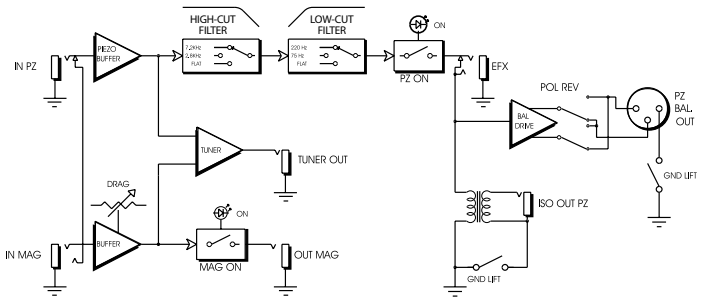 HIGH-CUT
FILTER
LOW-CUT
FILTER
ON
PIEZO
BUFFER
7,2KHz
2,8KHz
FLAT
220 Hz
75 Hz
FLAT
IN PZ
PZ ON
EFX
POL REV
PZ
BAL.
OUT
BAL
DRIVE
TUNER
TUNER OUT
GND LIFT
DRAG
ISO OUT PZ
ON
BUFFER
IN MAG
MAG ON
OUT MAG
GND LIFT